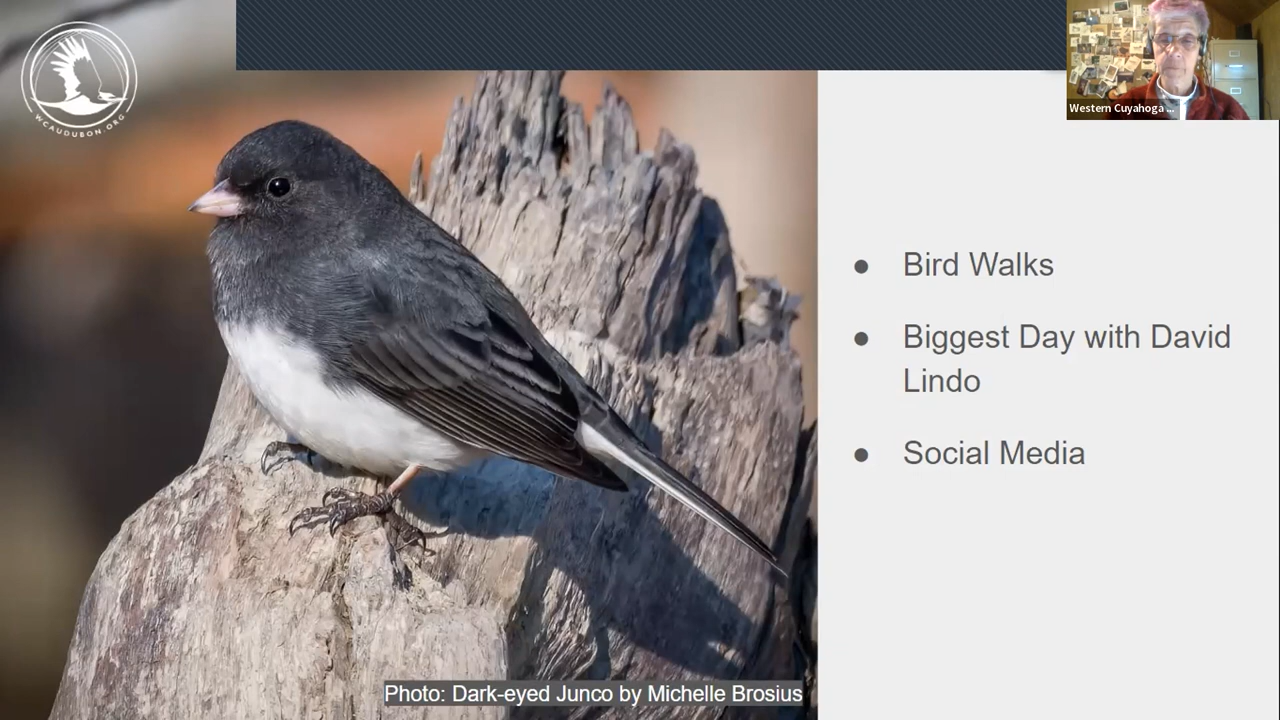 WCAUDUBON.ORG
Western Cuyahoga ...
● Bird Walks
● Biggest Day with David
Lindo
● Social Media
Photo: Dark-eyed Junco by Michelle Brosius